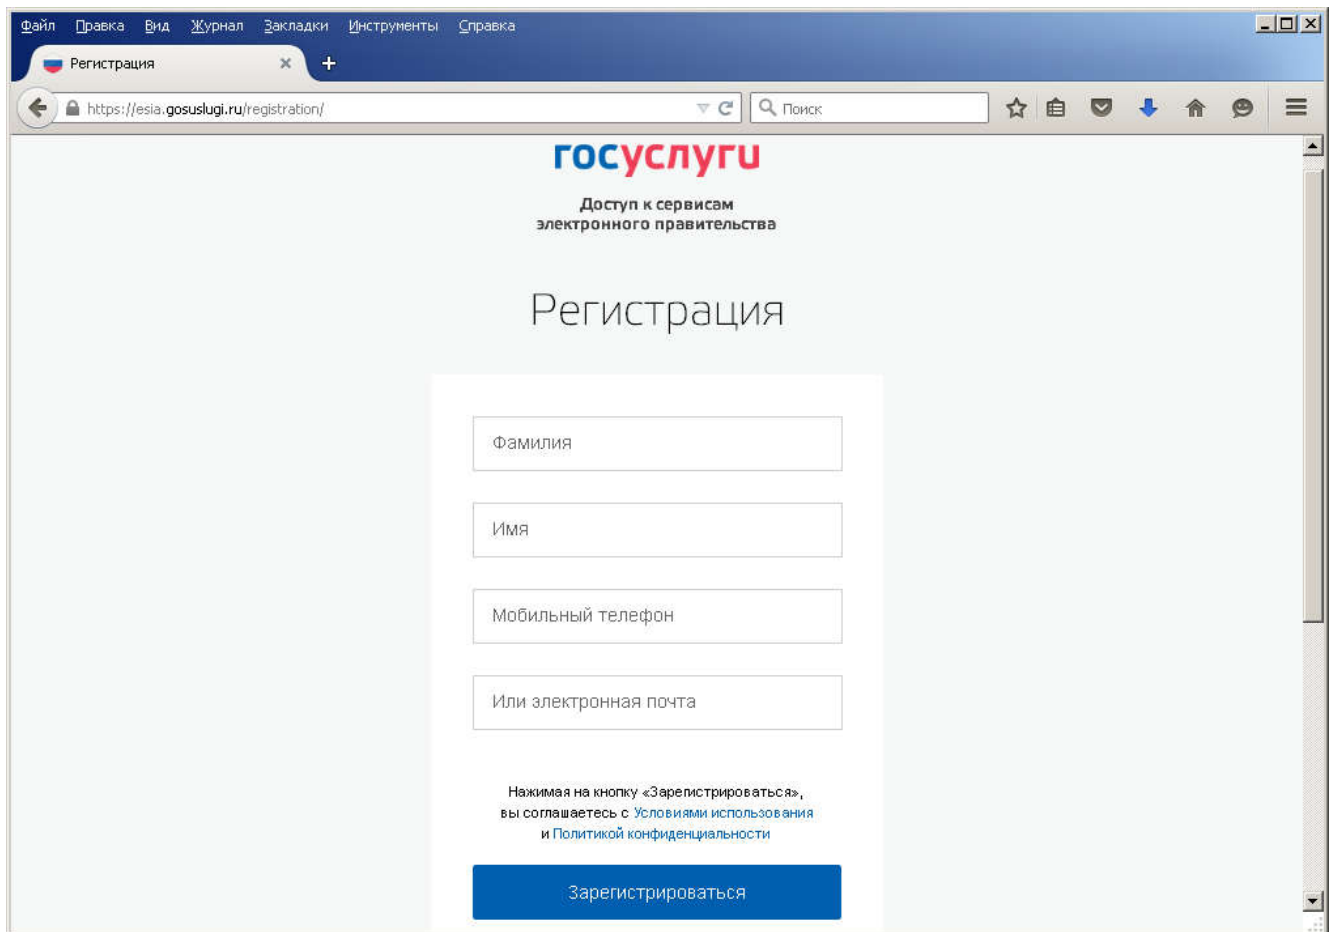 Файл Правка Вид Журнал Закладки Инструменты Справка
Регистрация
https://esia.gosuslugi.ru/registration/ Поиск
госуслуги
Доступ к сервисам
электронного правительства
Регистрация
Фамилия
Имя
Мобильный телефон
Или электронная почта
Нажимая на кнопку «Зарегистрироваться»,
вы соглашаетесь с Условиями использования
и Политикой конфиденциальности
Зарегистрироваться